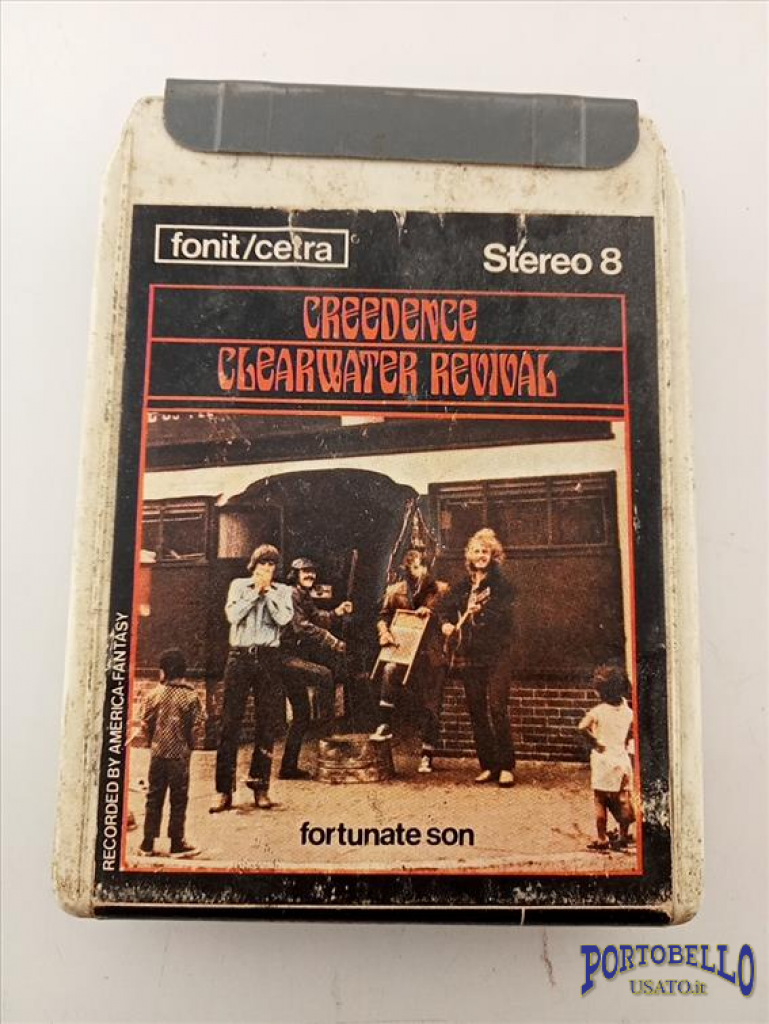 fonit/cetra
Stereo 8
CREEDENCE
CLEARWATER REVIVAL
RECORDED BY AMERICA-FANTASY
fortunate son
PORTOBELLO
USATO.it